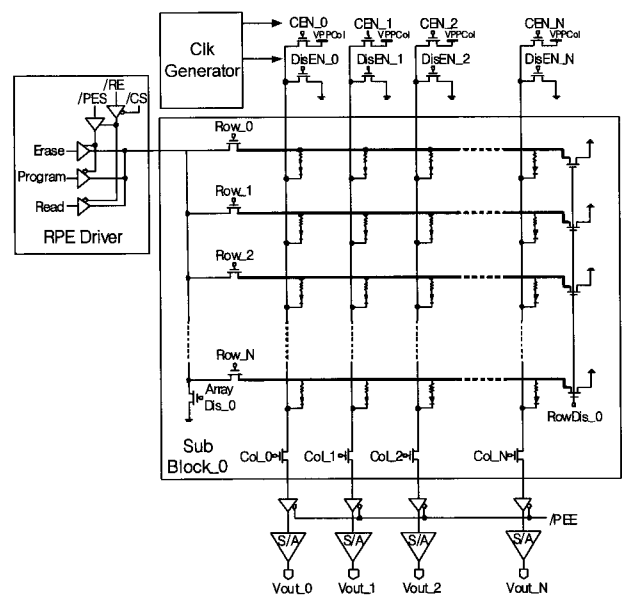 CEN_0 CEN_1 CEN_2 CEN_N
VPPCol VPPCol VPPCol VPPCol
Clk
Generator
DisEN_0 DisEN_1 DisEN_2 DisEN_N
/RE
/PES /CS
Erase
Program
Read
RPE Driver
Row_0
Row_1
Row_2
Row_N
Array
Dis_0
RowDis_0
Sub
Block_0
Col_0 Col_1 Col_2 Col_N
/PEE
S/A S/A S/A S/A
Vout_0 Vout_1 Vout_2 Vout_N